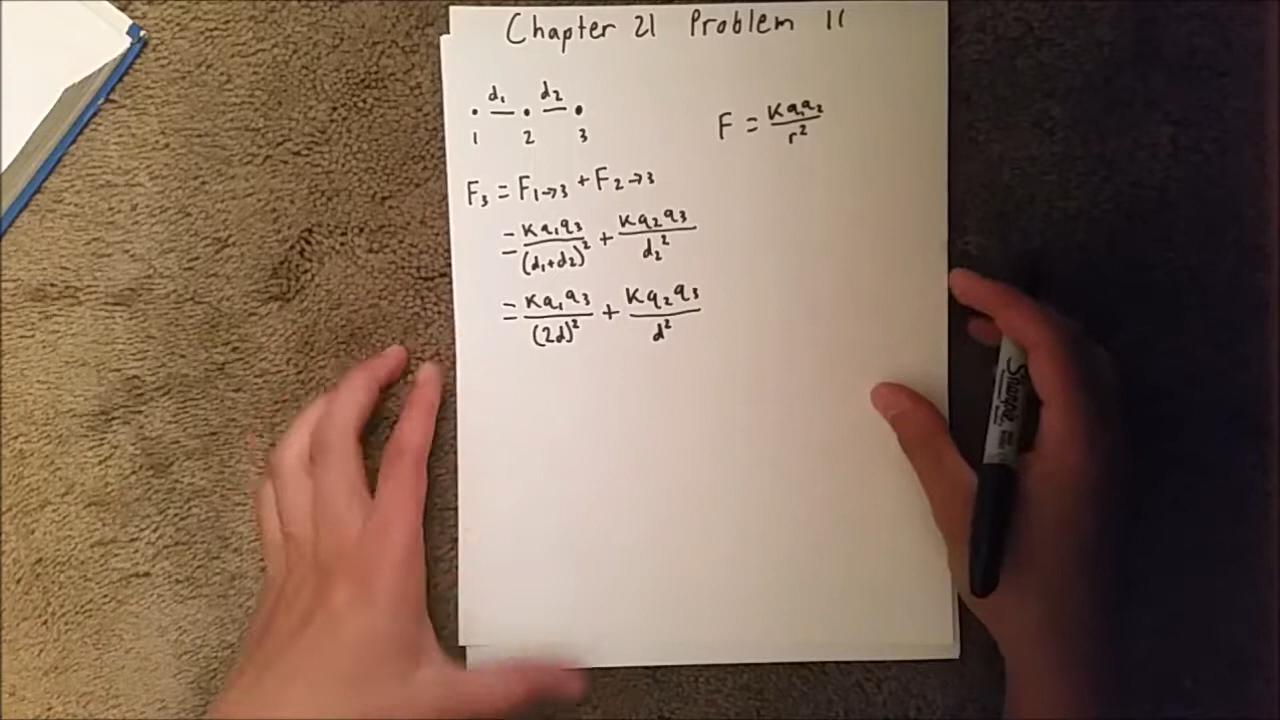 Chapter 21 Problem 11
d₁ d₂
. — . — .
1 2 3
F = Kq₁q₂/r²
F₃ = F₁→₃ + F₂→₃
= Kq₁q₃/(d₁+d₂)² + Kq₂q₃/d₂²
= Kq₁q₃/(2d)² + Kq₂q₃/d²
Sharpie